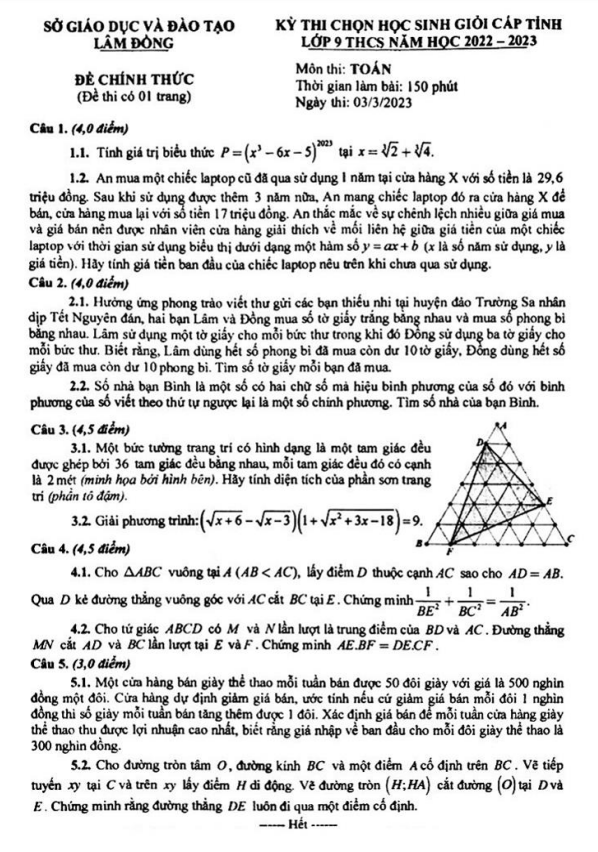 SỞ GIÁO DỤC VÀ ĐÀO TẠO
LÂM ĐỒNG
ĐỀ CHÍNH THỨC
(Đề thi có 01 trang)
KỲ THI CHỌN HỌC SINH GIỎI CẤP TỈNH
LỚP 9 THCS NĂM HỌC 2022 – 2023
Môn thi: TOÁN
Thời gian làm bài: 150 phút
Ngày thi: 03/3/2023
Câu 1. (4,0 điểm)
1.1. Tính giá trị biểu thức P = (x³ – 6x – 5)²⁰²³ tại x = ∛2 + ∛4.
1.2. An mua một chiếc laptop cũ đã qua sử dụng 1 năm tại cửa hàng X với số tiền là 29,6
triệu đồng. Sau khi sử dụng được thêm 3 năm nữa, An mang chiếc laptop đó ra cửa hàng X để
bán, cửa hàng mua lại với số tiền 17 triệu đồng. An thắc mắc về sự chênh lệch nhiều giữa giá mua
và giá bán nên được nhân viên cửa hàng giải thích về mối liên hệ giữa giá tiền của một chiếc
laptop với thời gian sử dụng biểu thị dưới dạng một hàm số y = ax + b (x là số năm sử dụng, y là
giá tiền). Hãy tính giá tiền ban đầu của chiếc laptop nêu trên khi chưa qua sử dụng.
Câu 2. (4,0 điểm)
2.1. Hưởng ứng phong trào viết thư gửi các bạn thiếu nhi tại huyện đảo Trường Sa nhân
dịp Tết Nguyên đán, hai bạn Lâm và Đồng mua số tờ giấy trắng bằng nhau và mua số phong bì
bằng nhau. Lâm sử dụng một tờ giấy cho mỗi bức thư trong khi đó Đồng sử dụng ba tờ giấy cho
mỗi bức thư. Biết rằng, Lâm dùng hết số phong bì đã mua còn dư 10 tờ giấy, Đồng dùng hết số
giấy đã mua còn dư 10 phong bì. Tìm số tờ giấy mỗi bạn đã mua.
2.2. Số nhà bạn Bình là một số có hai chữ số mà hiệu bình phương của số đó với bình
phương của số viết theo thứ tự ngược lại là một số chính phương. Tìm số nhà của bạn Bình.
Câu 3. (4,5 điểm)
3.1. Một bức tường trang trí có hình dạng là một tam giác đều
được ghép bởi 36 tam giác đều bằng nhau, mỗi tam giác đều đó có cạnh
là 2 mét (minh họa bởi hình bên). Hãy tính diện tích của phần sơn trang
trí (phần tô đậm).
A
D
E
B
F
C
3.2. Giải phương trình: (√(x+6) – √(x–3))(1 + √(x² + 3x – 18)) = 9.
Câu 4. (4,5 điểm)
4.1. Cho ΔABC vuông tại A (AB < AC), lấy điểm D thuộc cạnh AC sao cho AD = AB.
Qua D kẻ đường thẳng vuông góc với AC cắt BC tại E. Chứng minh 1/BE² + 1/BC² = 1/AB².
4.2. Cho tứ giác ABCD có M và N lần lượt là trung điểm của BD và AC. Đường thẳng
MN cắt AD và BC lần lượt tại E và F. Chứng minh AE.BF = DE.CF.
Câu 5. (3,0 điểm)
5.1. Một cửa hàng bán giày thể thao mỗi tuần bán được 50 đôi giày với giá là 500 nghìn
đồng một đôi. Cửa hàng dự định giảm giá bán, ước tính nếu cứ giảm giá bán mỗi đôi 1 nghìn
đồng thì số giày mỗi tuần bán tăng thêm được 1 đôi. Xác định giá bán để mỗi tuần cửa hàng giày
thể thao thu được lợi nhuận cao nhất, biết rằng giá nhập về ban đầu cho mỗi đôi giày thể thao là
300 nghìn đồng.
5.2. Cho đường tròn tâm O, đường kính BC và một điểm A cố định trên BC. Vẽ tiếp
tuyến xy tại C và trên xy lấy điểm H di động. Vẽ đường tròn (H;HA) cắt đường (O) tại D và
E. Chứng minh rằng đường thẳng DE luôn đi qua một điểm cố định.
------ Hết ------